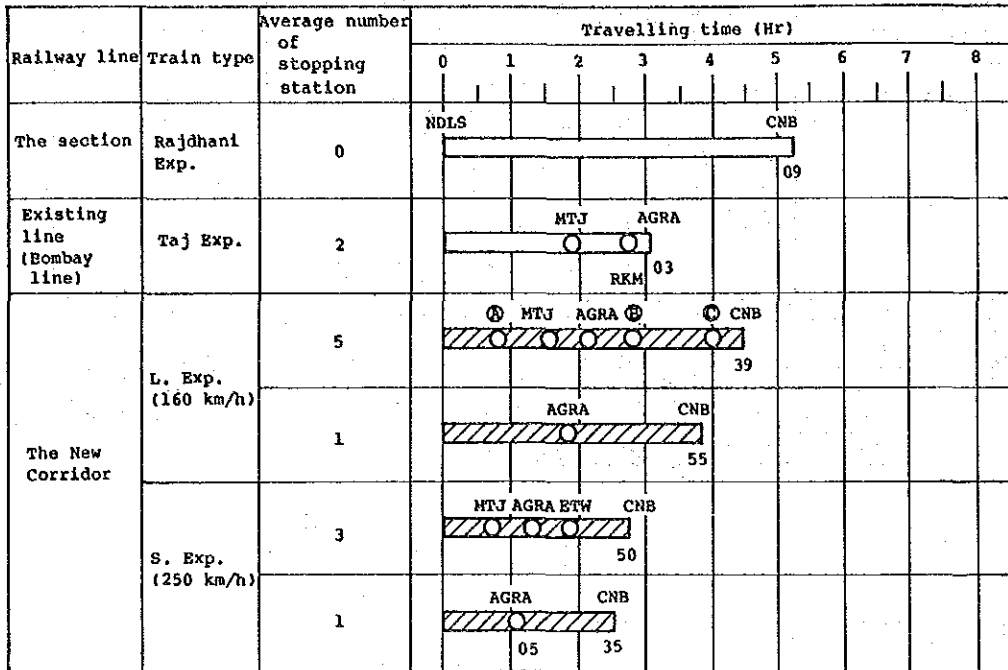 Railway line Train type Average number of stopping station Travelling time (Hr)
0 1 2 3 4 5 6 7 8
The section Rajdhani Exp. 0 NDLS CNB 09
Existing line (Bombay line) Taj Exp. 2 MTJ AGRA RKM 03
The New Corridor
L. Exp. (160 km/h)
5 Ⓐ MTJ AGRA Ⓑ Ⓒ CNB 39
1 AGRA CNB 55
S. Exp. (250 km/h)
3 MTJ AGRA ETW CNB 50
1 AGRA CNB 05 35